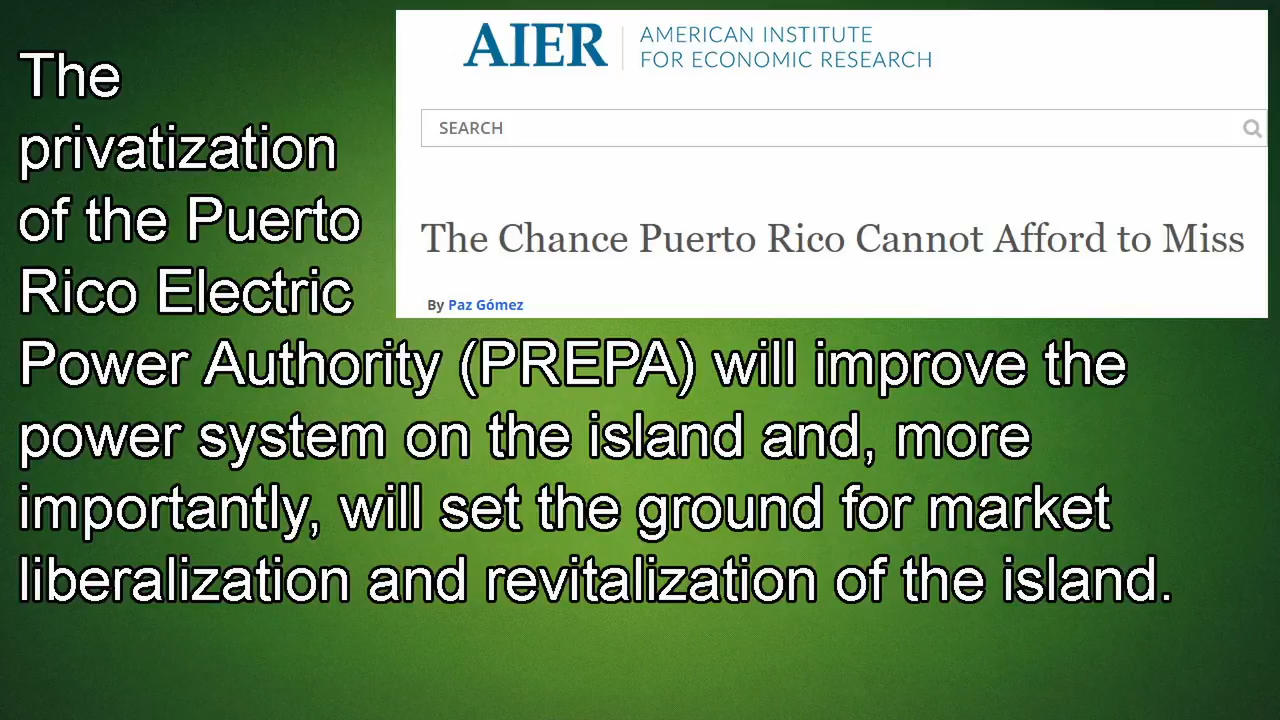 AIER
AMERICAN INSTITUTE
FOR ECONOMIC RESEARCH
SEARCH
The Chance Puerto Rico Cannot Afford to Miss
By Paz Gómez
The
privatization
of the Puerto
Rico Electric
Power Authority (PREPA) will improve the
power system on the island and, more
importantly, will set the ground for market
liberalization and revitalization of the island.